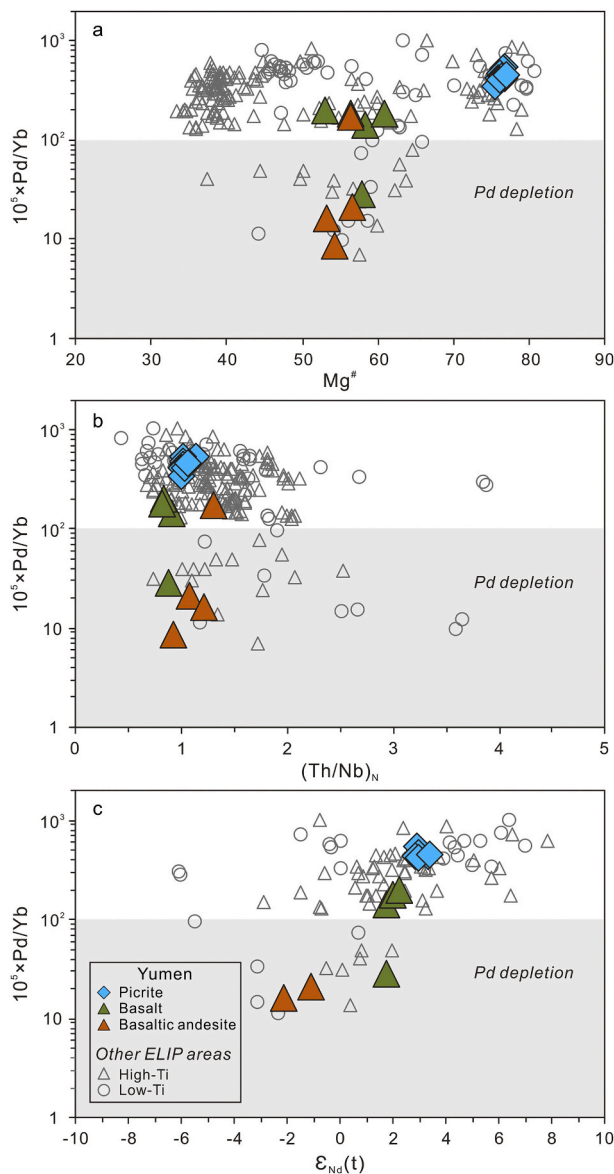 a
10³
10²
10
1
10⁵×Pd/Yb
Pd depletion
20 30 40 50 60 70 80 90
Mg#
b
10³
10²
10
1
10⁵×Pd/Yb
Pd depletion
0 1 2 3 4 5
(Th/Nb)N
c
10³
10²
10
1
10⁵×Pd/Yb
Pd depletion
Yumen
Picrite
Basalt
Basaltic andesite
Other ELIP areas
High-Ti
Low-Ti
-10 -8 -6 -4 -2 0 2 4 6 8 10
ƐNd(t)